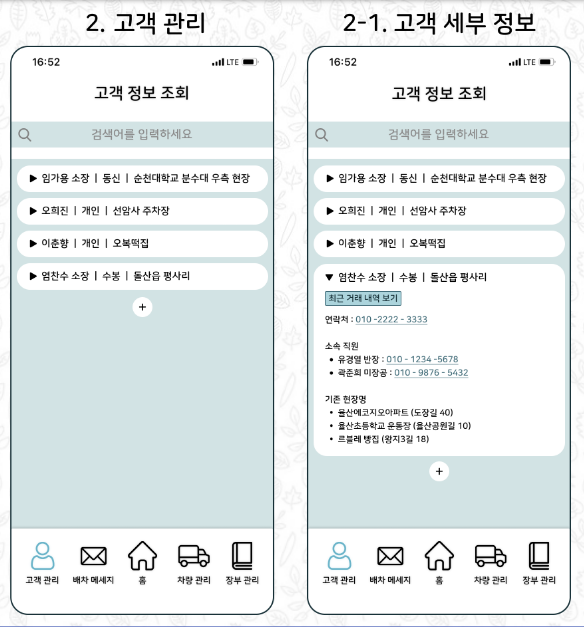 2. 고객 관리
16:52
LTE
고객 정보 조회
검색어를 입력하세요
▶ 임가용 소장 | 동신 | 순천대학교 분수대 우측 현장
▶ 오희진 | 개인 | 선암사 주차장
▶ 이춘향 | 개인 | 오복떡집
▶ 염찬수 소장 | 수봉 | 돌산읍 평사리
+
고객 관리
배차 메세지
홈
차량 관리
장부 관리
2-1. 고객 세부 정보
16:52
LTE
고객 정보 조회
검색어를 입력하세요
▶ 임가용 소장 | 동신 | 순천대학교 분수대 우측 현장
▶ 오희진 | 개인 | 선암사 주차장
▶ 이춘향 | 개인 | 오복떡집
▼ 염찬수 소장 | 수봉 | 돌산읍 평사리
최근 거래 내역 보기
연락처 : 010 -2222 - 3333
소속 직원
• 유경열 반장 : 010 - 1234 -5678
• 곽준희 미장공 : 010 - 9876 - 5432
기존 현장명
• 율산에코지오아파트 (도장길 40)
• 율산초등학교 운동장 (율산공원길 10)
• 르블레 빵집 (왕지3길 18)
+
고객 관리
배차 메세지
홈
차량 관리
장부 관리